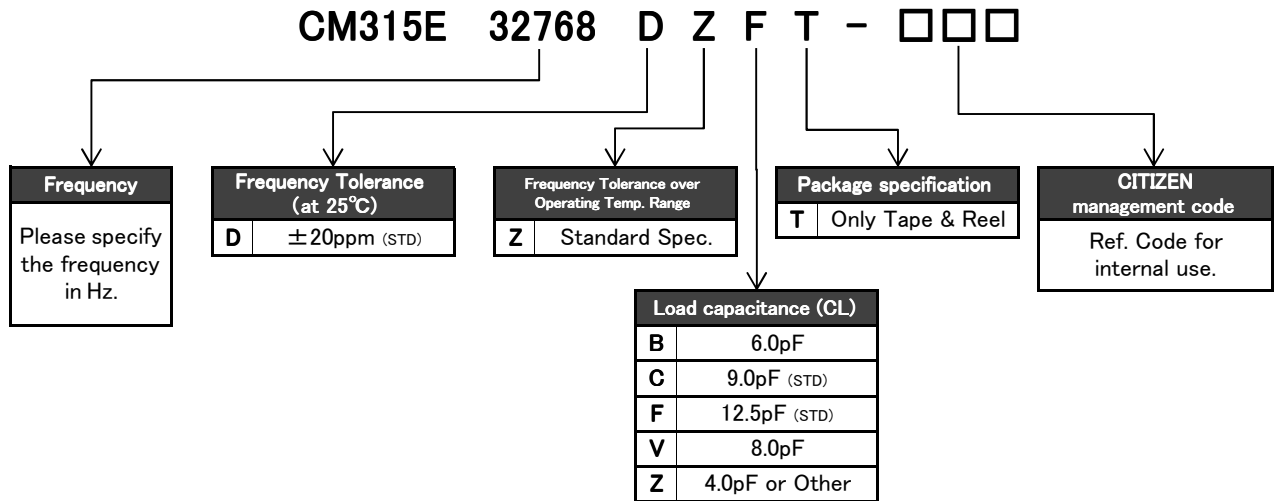 CM315E 32768 D Z F T - □□□
Frequency
Please specify
the frequency
in Hz.
Frequency Tolerance
(at 25℃)
D ±20ppm (STD)
Frequency Tolerance over
Operating Temp. Range
Z Standard Spec.
Package specification
T Only Tape & Reel
CITIZEN
management code
Ref. Code for
internal use.
Load capacitance (CL)
B 6.0pF
C 9.0pF (STD)
F 12.5pF (STD)
V 8.0pF
Z 4.0pF or Other